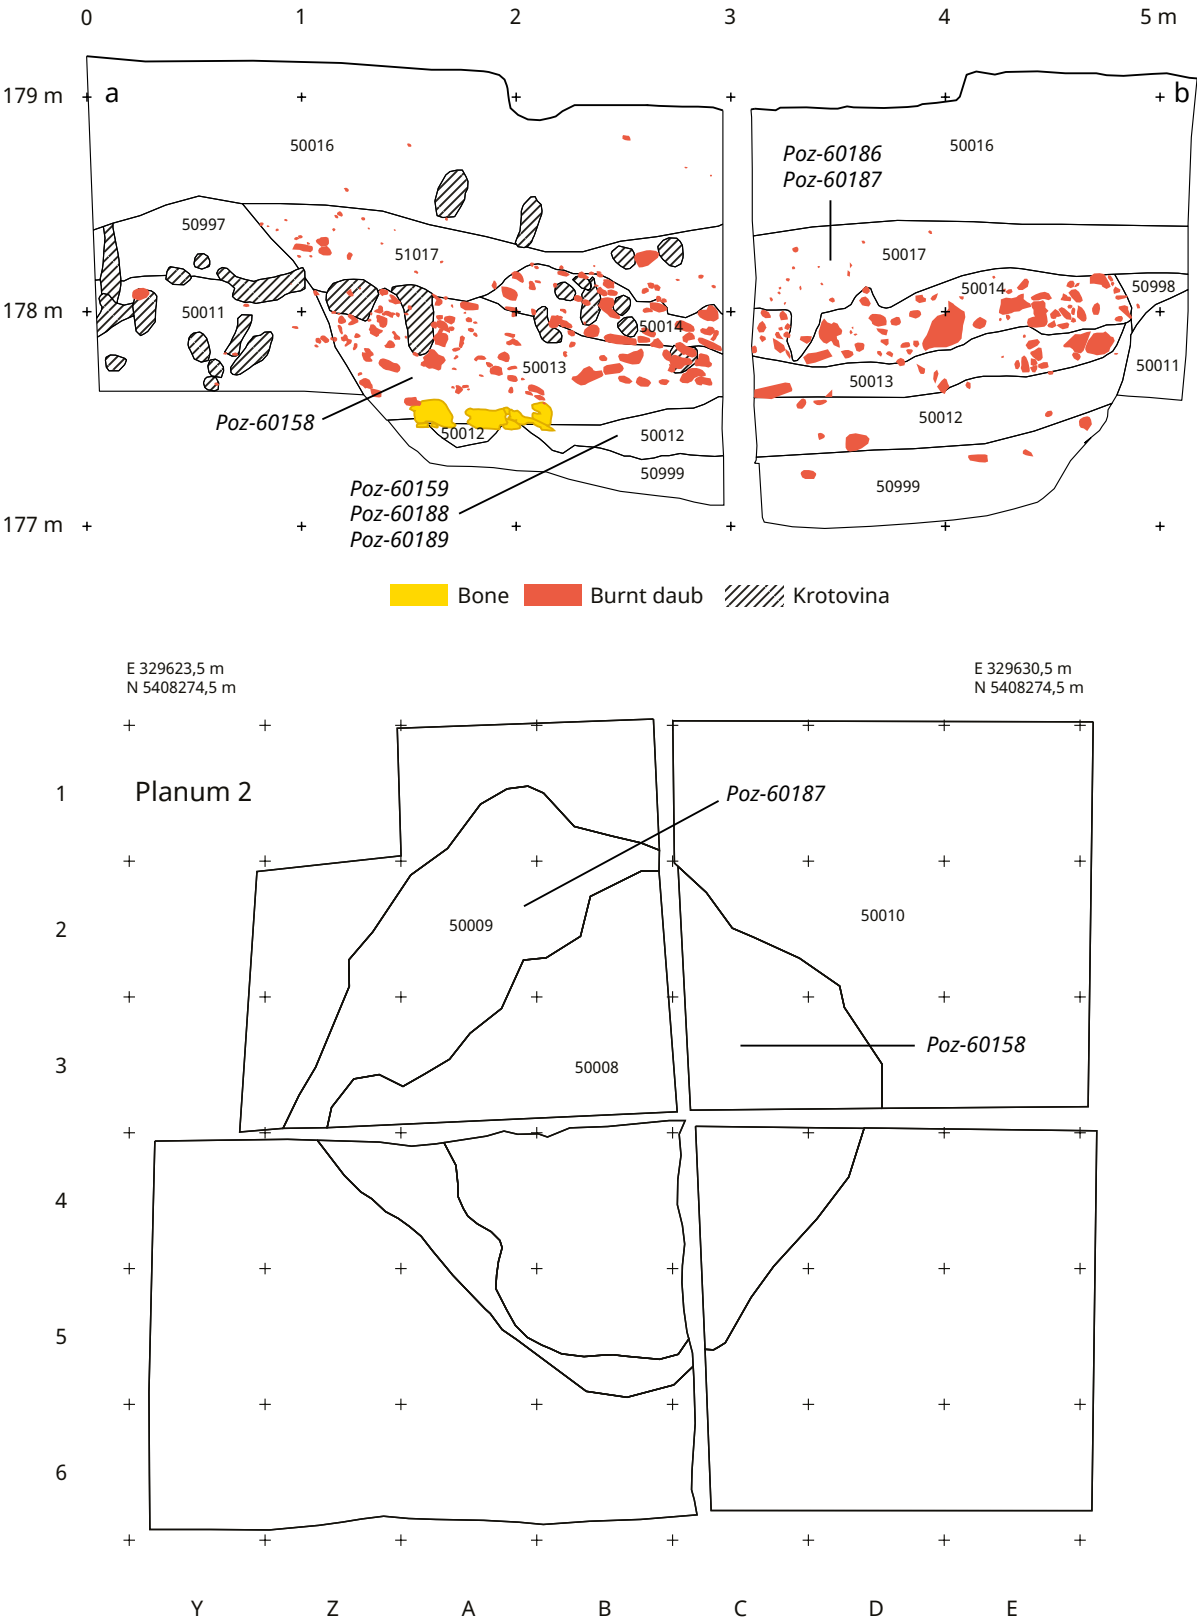 0 1 2 3 4 5 m
179 m a b
50016 50016
Poz-60186
Poz-60187
50997
51017 50017
50014 50998
178 m 50011 50014
50013 50013 50011
Poz-60158
50012 50012 50012
50999 50999
Poz-60159
Poz-60188
Poz-60189
177 m
Bone Burnt daub Krotovina
E 329623,5 m
N 5408274,5 m
E 329630,5 m
N 5408274,5 m
1 Planum 2 Poz-60187
2 50009 50010
3 50008 Poz-60158
4
5
6
Y Z A B C D E